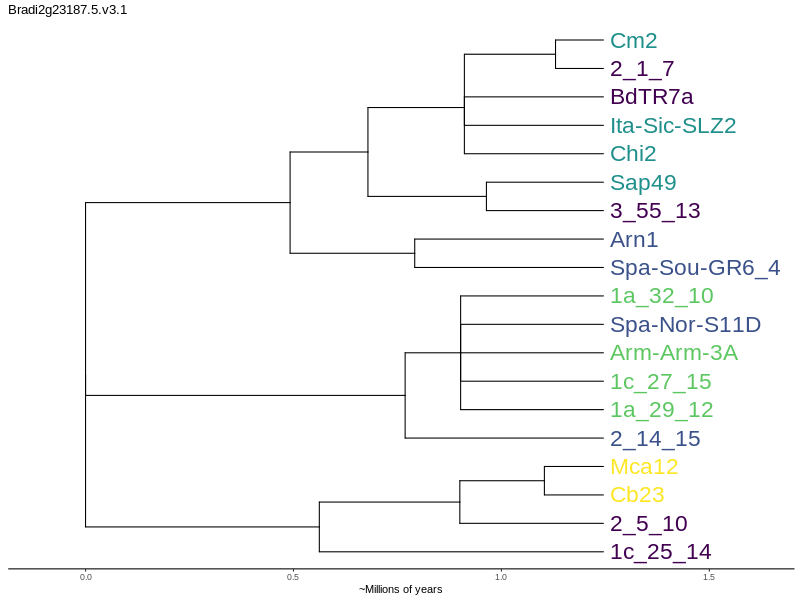 Bradi2g23187.5.v3.1
Cm2
2_1_7
BdTR7a
Ita-Sic-SLZ2
Chi2
Sap49
3_55_13
Arn1
Spa-Sou-GR6_4
1a_32_10
Spa-Nor-S11D
Arm-Arm-3A
1c_27_15
1a_29_12
2_14_15
Mca12
Cb23
2_5_10
1c_25_14
0.0 0.5 1.0 1.5
~Millions of years